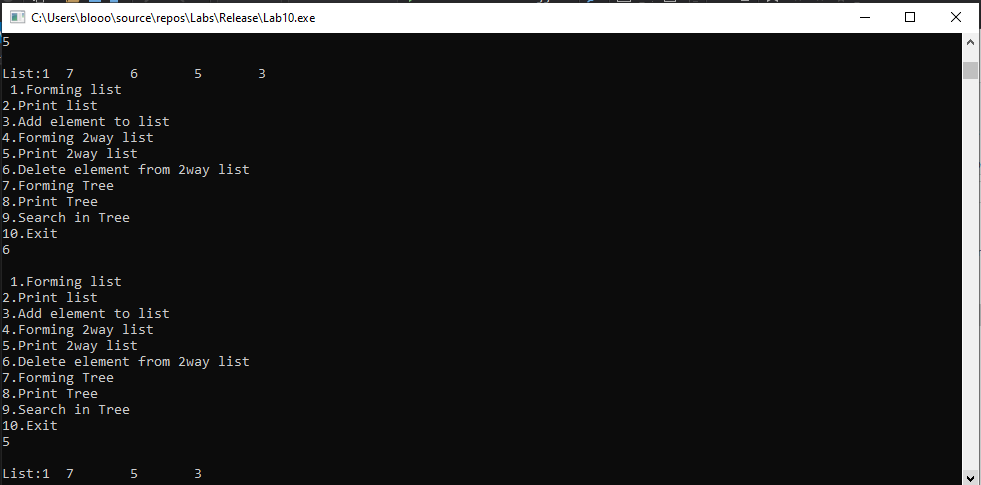 C:\Users\blooo\source\repos\Labs\Release\Lab10.exe
5
List:1  7       6       5       3
 1.Forming list
2.Print list
3.Add element to list
4.Forming 2way list
5.Print 2way list
6.Delete element from 2way list
7.Forming Tree
8.Print Tree
9.Search in Tree
10.Exit
6
 1.Forming list
2.Print list
3.Add element to list
4.Forming 2way list
5.Print 2way list
6.Delete element from 2way list
7.Forming Tree
8.Print Tree
9.Search in Tree
10.Exit
5
List:1  7       5       3